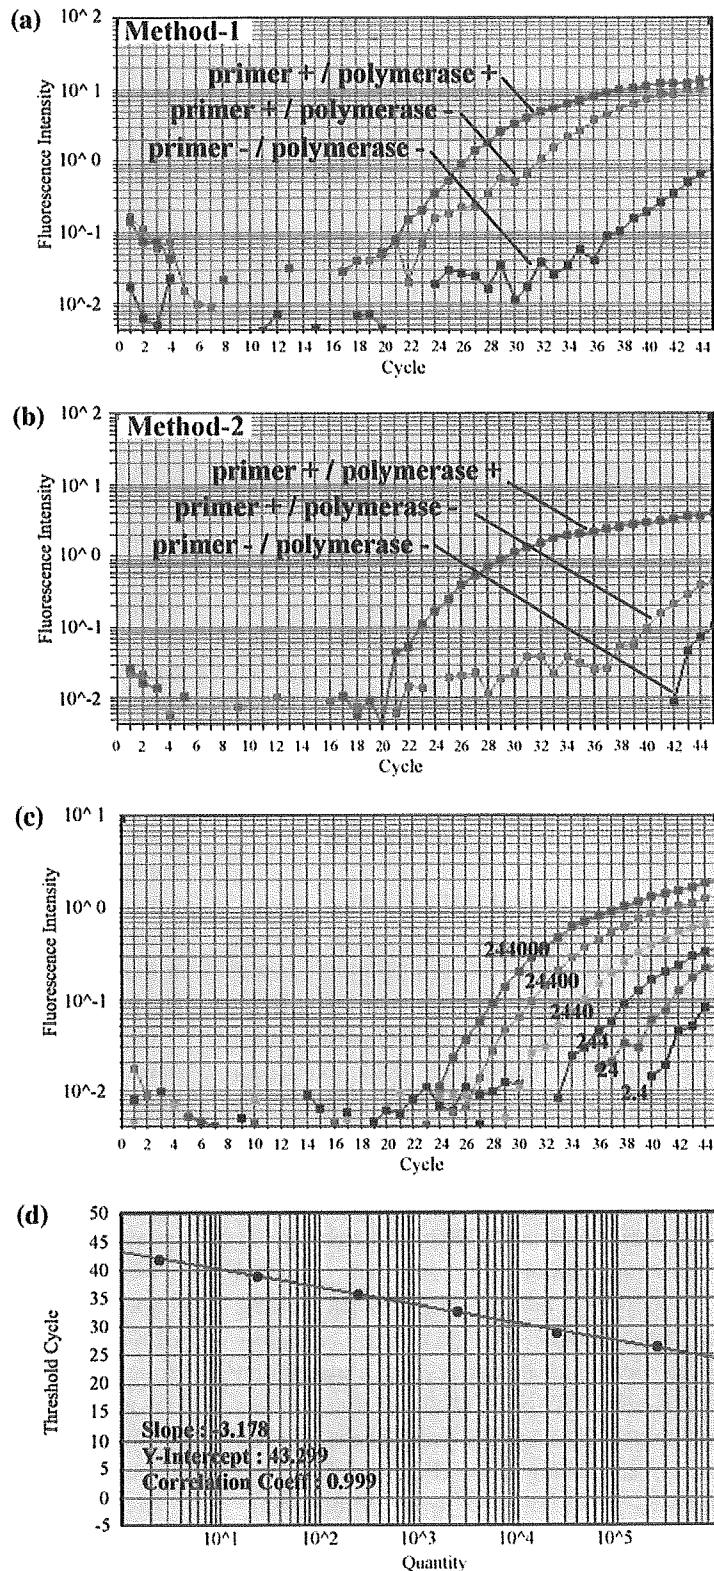 (a)
Method-1
primer + / polymerase +
primer + / polymerase -
primer - / polymerase -
Fluorescence Intensity
10^2
10^1
10^0
10^-1
10^-2
0 2 4 6 8 10 12 14 16 18 20 22 24 26 28 30 32 34 36 38 40 42 44
Cycle
(b)
Method-2
primer + / polymerase +
primer + / polymerase -
primer - / polymerase -
Fluorescence Intensity
10^2
10^1
10^0
10^-1
10^-2
0 2 4 6 8 10 12 14 16 18 20 22 24 26 28 30 32 34 36 38 40 42 44
Cycle
(c)
Fluorescence Intensity
10^1
10^0
10^-1
10^-2
244000
24400
2440
244
24
2.4
0 2 4 6 8 10 12 14 16 18 20 22 24 26 28 30 32 34 36 38 40 42 44
Cycle
(d)
Threshold Cycle
50
45
40
35
30
25
20
15
10
5
0
-5
Slope : -3.178
Y-Intercept : 43.299
Correlation Coeff : 0.999
10^1 10^2 10^3 10^4 10^5
Quantity